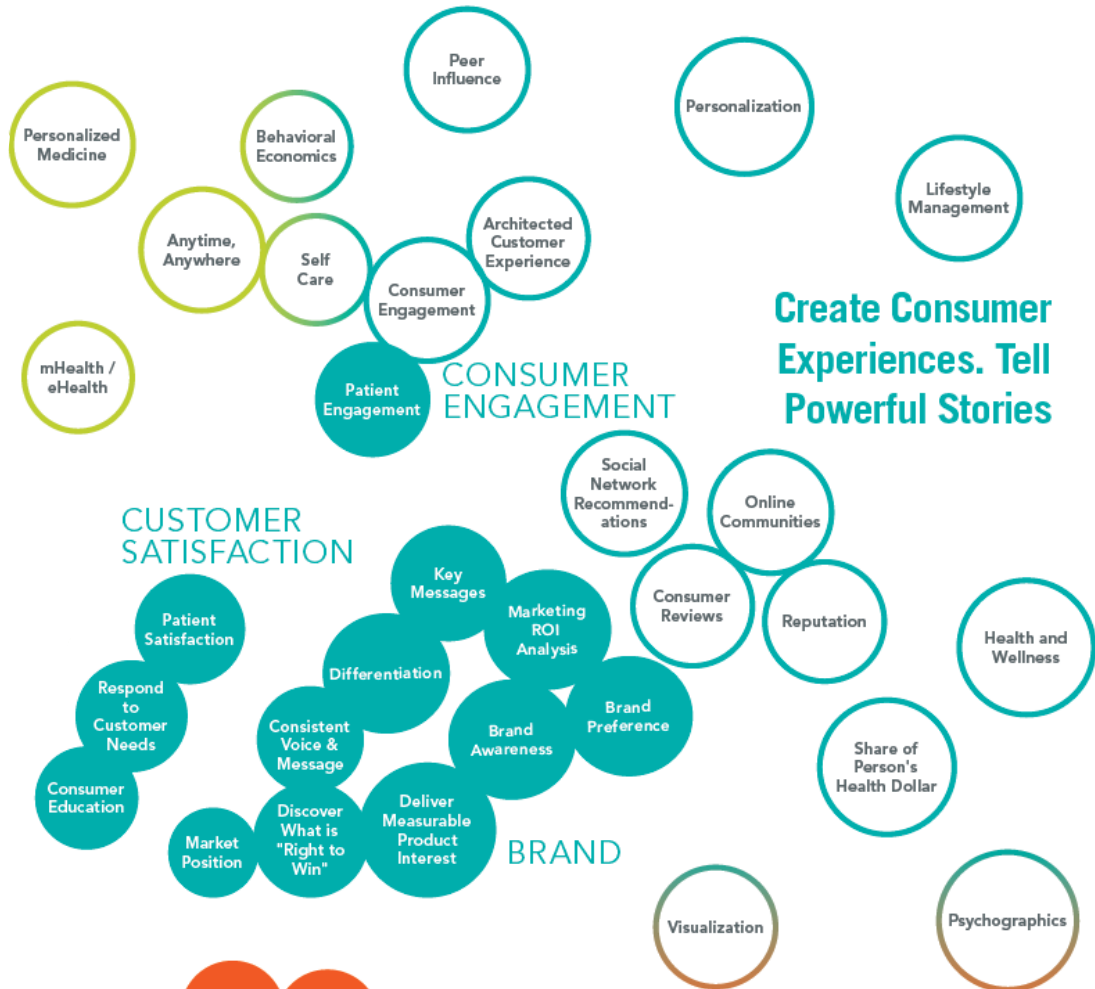 Peer
Influence
Personalization
Personalized
Medicine
Behavioral
Economics
Lifestyle
Management
Anytime,
Anywhere
Self
Care
Architected
Customer
Experience
Consumer
Engagement
Create Consumer
Experiences. Tell
Powerful Stories
mHealth /
eHealth
Patient
Engagement
CONSUMER
ENGAGEMENT
Social
Network
Recommend-
ations
Online
Communities
CUSTOMER
SATISFACTION
Key
Messages
Marketing
ROI
Analysis
Consumer
Reviews
Reputation
Patient
Satisfaction
Health and
Wellness
Differentiation
Respond
to
Customer
Needs
Consistent
Voice &
Message
Brand
Awareness
Brand
Preference
Share of
Person's
Health Dollar
Consumer
Education
Market
Position
Discover
What is
"Right to
Win"
Deliver
Measurable
Product
Interest
BRAND
Visualization
Psychographics